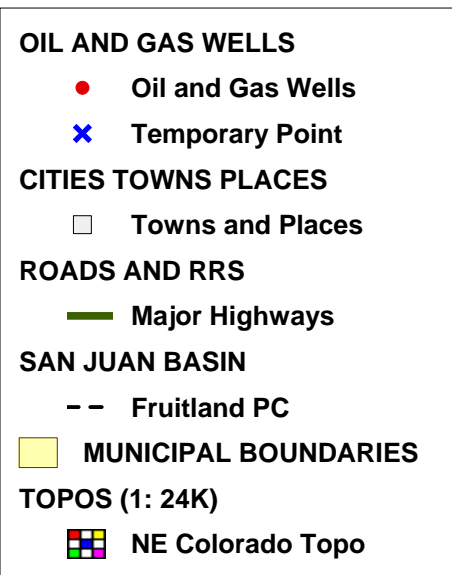 OIL AND GAS WELLS
Oil and Gas Wells
Temporary Point
CITIES TOWNS PLACES
Towns and Places
ROADS AND RRS
Major Highways
SAN JUAN BASIN
Fruitland PC
MUNICIPAL BOUNDARIES
TOPOS (1: 24K)
NE Colorado Topo